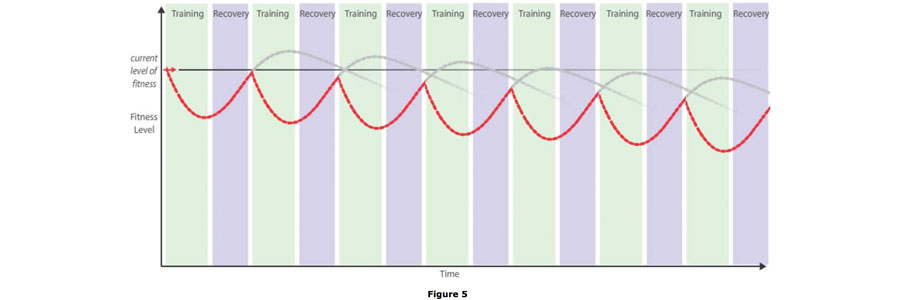 Training Recovery Training Recovery Training Recovery Training Recovery Training Recovery Training Recovery Training Recovery
current
level of
fitness
Fitness
Level
Time
Figure 5